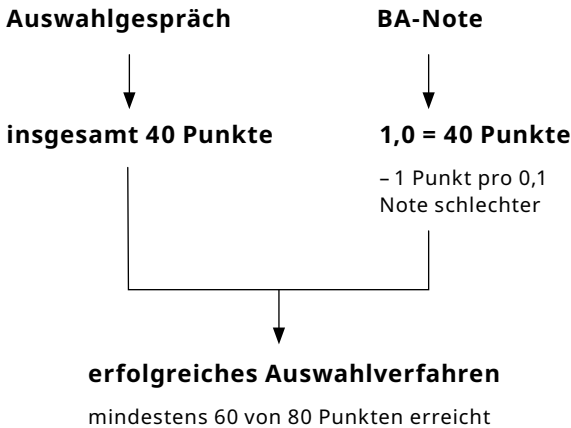 Auswahlgespräch
BA-Note
insgesamt 40 Punkte
1,0 = 40 Punkte
– 1 Punkt pro 0,1
Note schlechter
erfolgreiches Auswahlverfahren
mindestens 60 von 80 Punkten erreicht